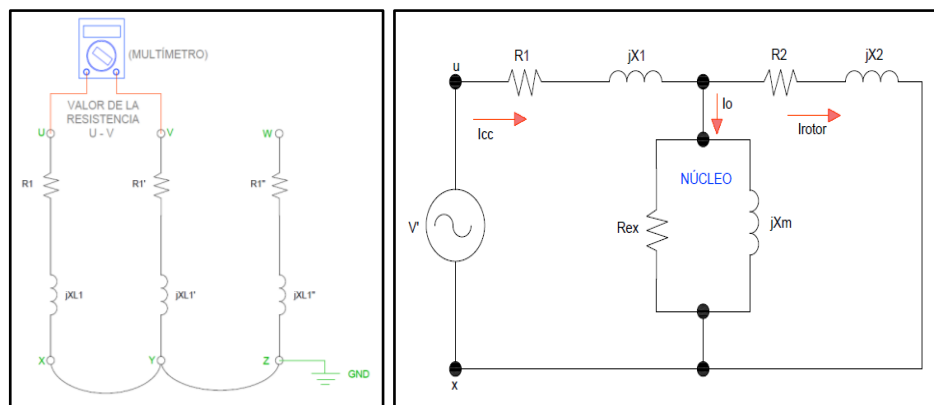 (MULTÍMETRO)
VALOR DE LA
RESISTENCIA
U - V
U
V
W
R1
R1'
R1"
jXL1
jXL1'
jXL1"
X
Y
Z
GND
u
R1
jX1
R2
jX2
Icc
Io
Irotor
NÚCLEO
V'
Rex
jXm
x